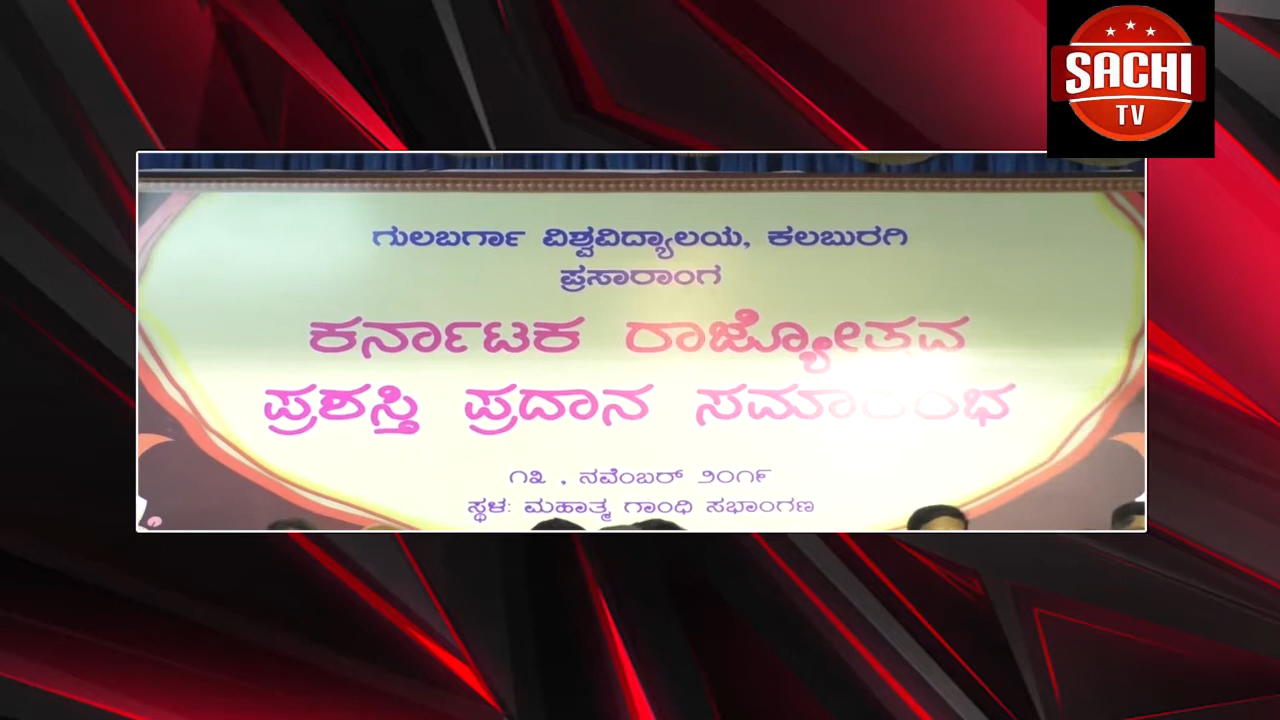 SACHI
TV
ಗುಲಬರ್ಗಾ ವಿಶ್ವವಿದ್ಯಾಲಯ, ಕಲಬುರಗಿ
ಪ್ರಸಾರಾಂಗ
ಕರ್ನಾಟಕ ರಾಜ್ಯೋತ್ಸವ
ಪ್ರಶಸ್ತಿ ಪ್ರದಾನ ಸಮಾರಂಭ
೧೩ , ನವೆಂಬರ್ ೨೦೧೯
ಸ್ಥಳ: ಮಹಾತ್ಮ ಗಾಂಧಿ ಸಭಾಂಗಣ